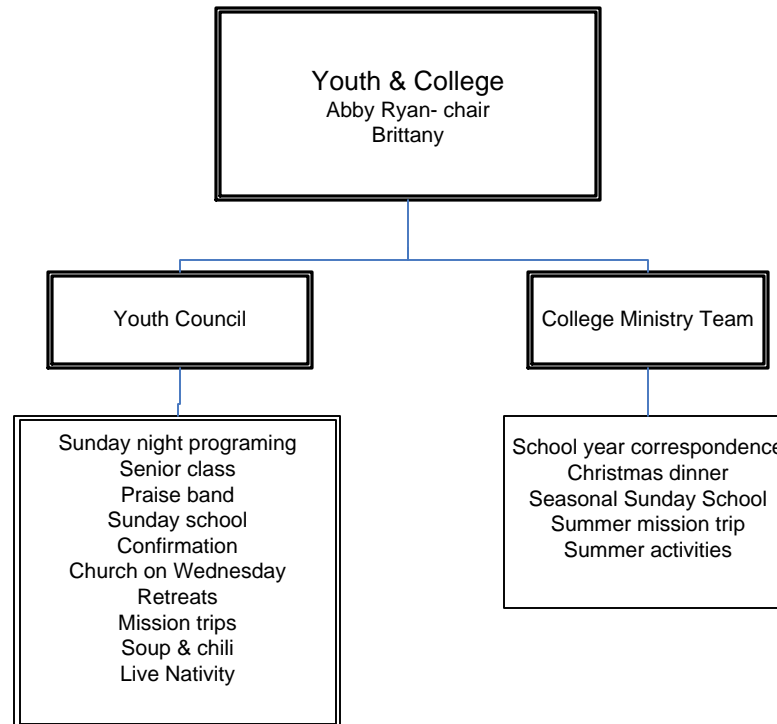 Youth & College
Abby Ryan- chair
Brittany
Youth Council
College Ministry Team
Sunday night programing
Senior class
Praise band
Sunday school
Confirmation
Church on Wednesday
Retreats
Mission trips
Soup & chili
Live Nativity
School year correspondence
Christmas dinner
Seasonal Sunday School
Summer mission trip
Summer activities